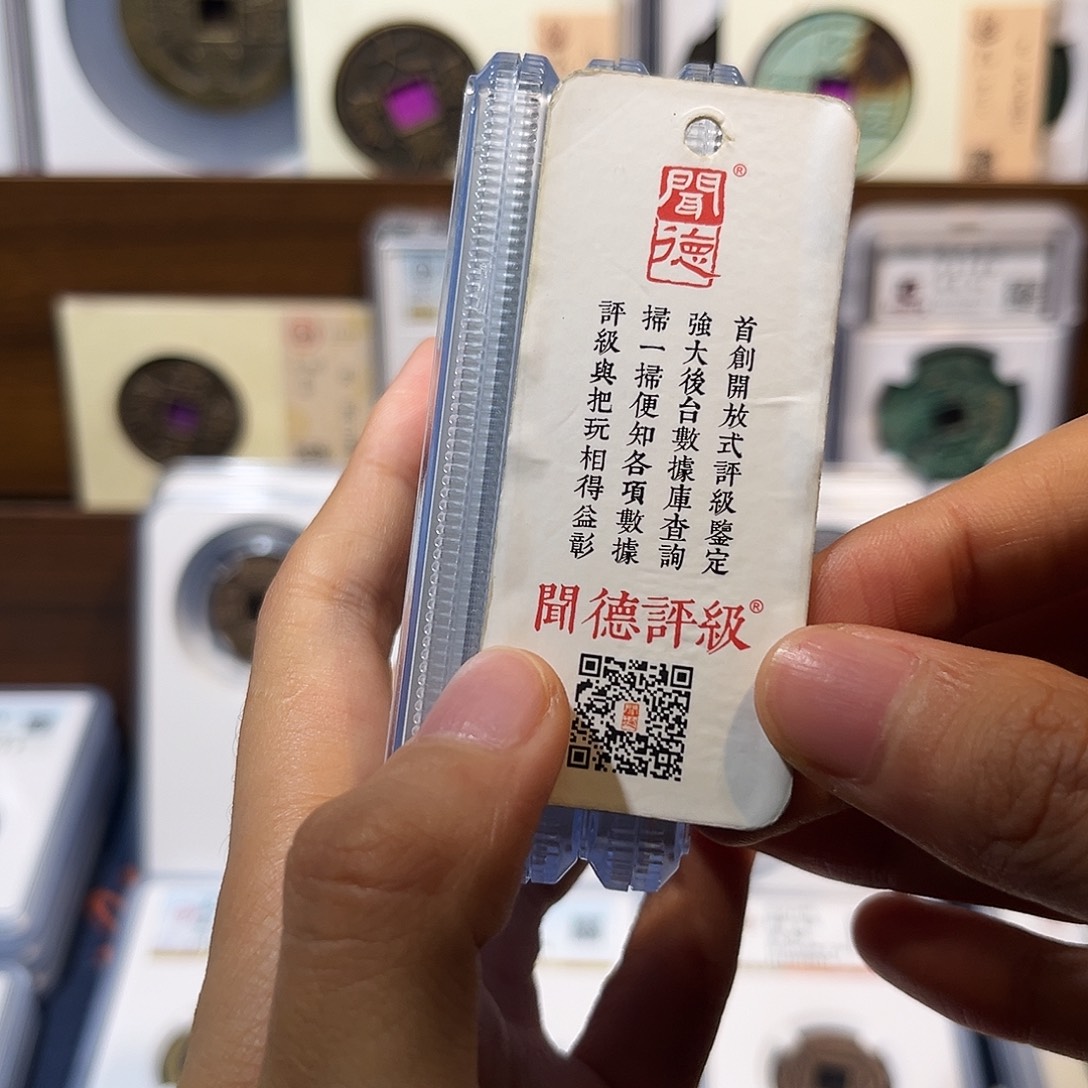 聞德®
首創開放式評級鑒定
強大後台數據庫查詢
掃一掃便知各項數據
評級與把玩相得益彰
聞德評級®